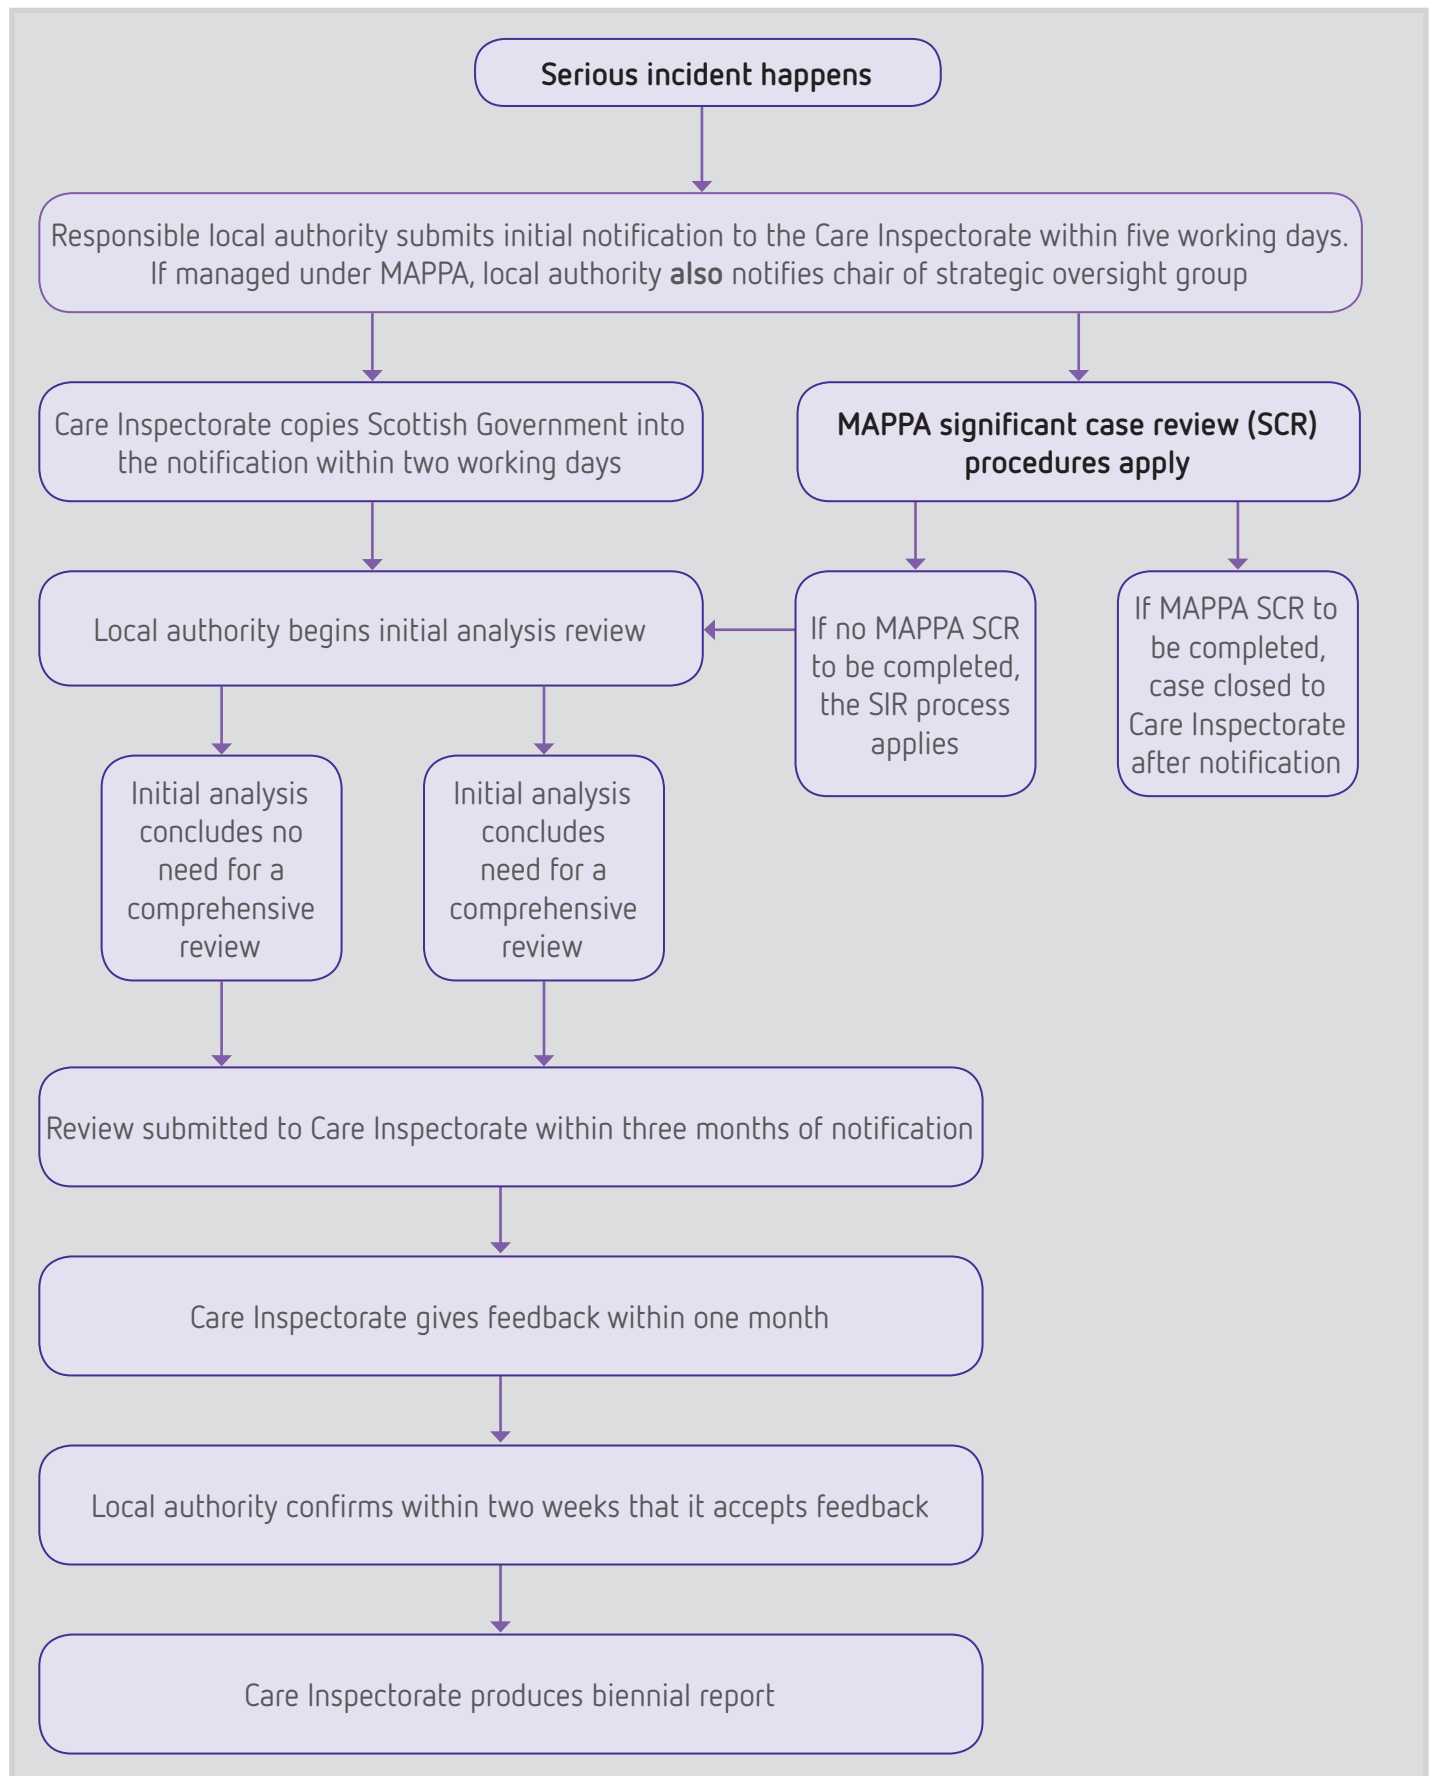 Serious incident happens
Responsible local authority submits initial notification to the Care Inspectorate within five working days.
If managed under MAPPA, local authority also notifies chair of strategic oversight group
Care Inspectorate copies Scottish Government into
the notification within two working days
MAPPA significant case review (SCR)
procedures apply
Local authority begins initial analysis review
If no MAPPA SCR
to be completed,
the SIR process
applies
If MAPPA SCR to
be completed,
case closed to
Care Inspectorate
after notification
Initial analysis
concludes no
need for a
comprehensive
review
Initial analysis
concludes
need for a
comprehensive
review
Review submitted to Care Inspectorate within three months of notification
Care Inspectorate gives feedback within one month
Local authority confirms within two weeks that it accepts feedback
Care Inspectorate produces biennial report